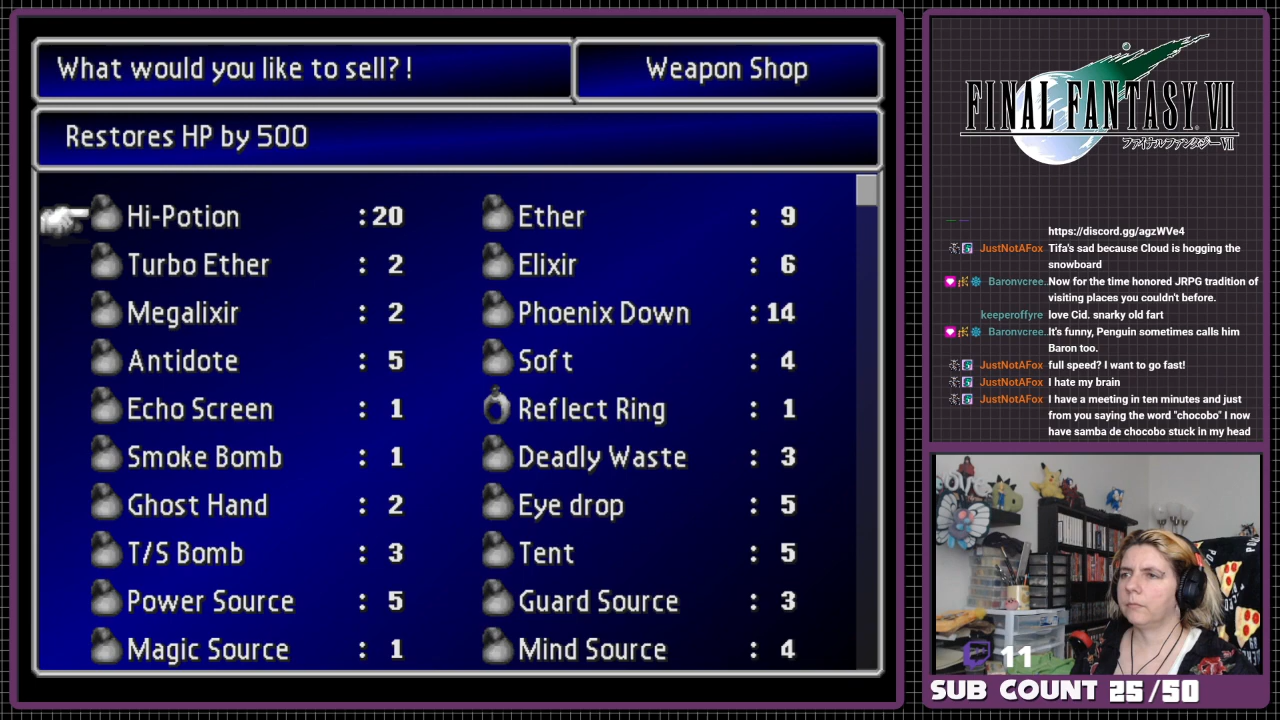 What would you like to sell?!
Weapon Shop
Restores HP by 500
Hi-Potion : 20
Ether : 9
Turbo Ether : 2
Elixir : 6
Megalixir : 2
Phoenix Down : 14
Antidote : 5
Soft : 4
Echo Screen : 1
Reflect Ring : 1
Smoke Bomb : 1
Deadly Waste : 3
Ghost Hand : 2
Eye drop : 5
T/S Bomb : 3
Tent : 5
Power Source : 5
Guard Source : 3
Magic Source : 1
Mind Source : 4
FINAL FANTASY VII
ファイナルファンタジーVII
https://discord.gg/agzWVe4
JustNotAFox Tifa's sad because Cloud is hogging the
snowboard
Baronvcree.. Now for the time honored JRPG tradition of
visiting places you couldn't before.
keeperoffyre love Cid. snarky old fart
Baronvcree.. It's funny, Penguin sometimes calls him
Baron too.
JustNotAFox full speed? I want to go fast!
JustNotAFox I hate my brain
JustNotAFox I have a meeting in ten minutes and just
from you saying the word "chocobo" I now
have samba de chocobo stuck in my head
11
SUB COUNT 25/50